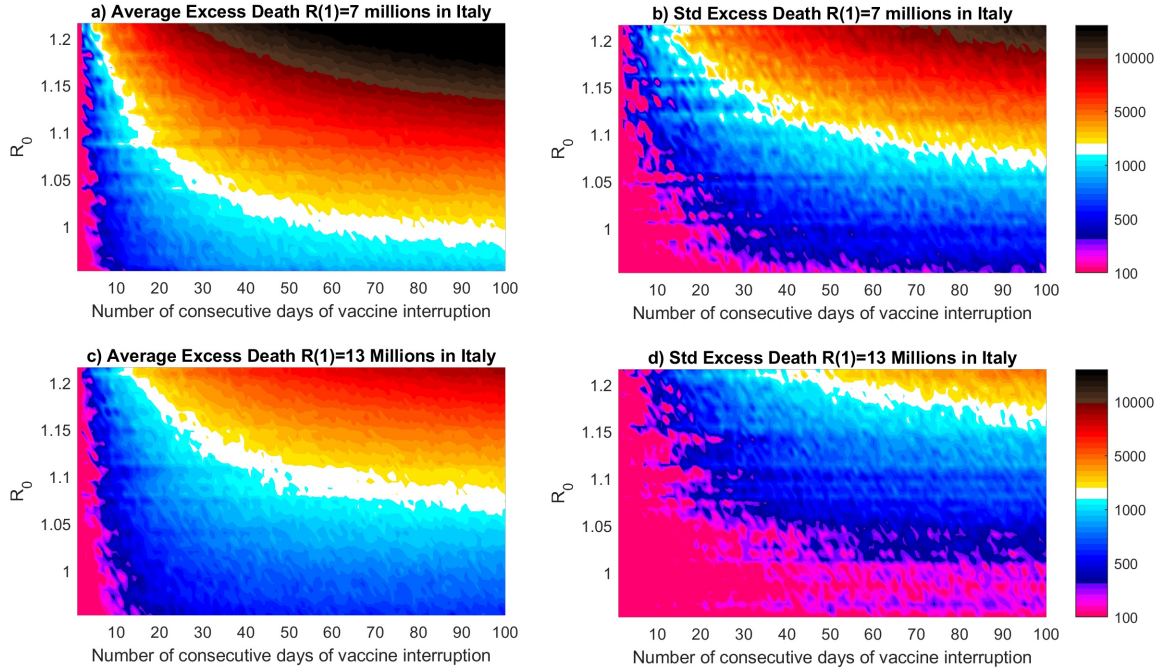 a) Average Excess Death R(1)=7 millions in Italy
1.2
1.15
1.1
1.05
1
R0
10 20 30 40 50 60 70 80 90 100
Number of consecutive days of vaccine interruption
b) Std Excess Death R(1)=7 millions in Italy
1.2
1.15
1.1
1.05
1
R0
10 20 30 40 50 60 70 80 90 100
Number of consecutive days of vaccine interruption
10000
5000
1000
500
100
c) Average Excess Death R(1)=13 Millions in Italy
1.2
1.15
1.1
1.05
1
R0
10 20 30 40 50 60 70 80 90 100
Number of consecutive days of vaccine interruption
d) Std Excess Death R(1)=13 Millions in Italy
1.2
1.15
1.1
1.05
1
R0
10 20 30 40 50 60 70 80 90 100
Number of consecutive days of vaccine interruption
10000
5000
1000
500
100